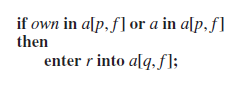 if own in a[p, f] or a in a[p, f]
then
enter r into a[q, f];